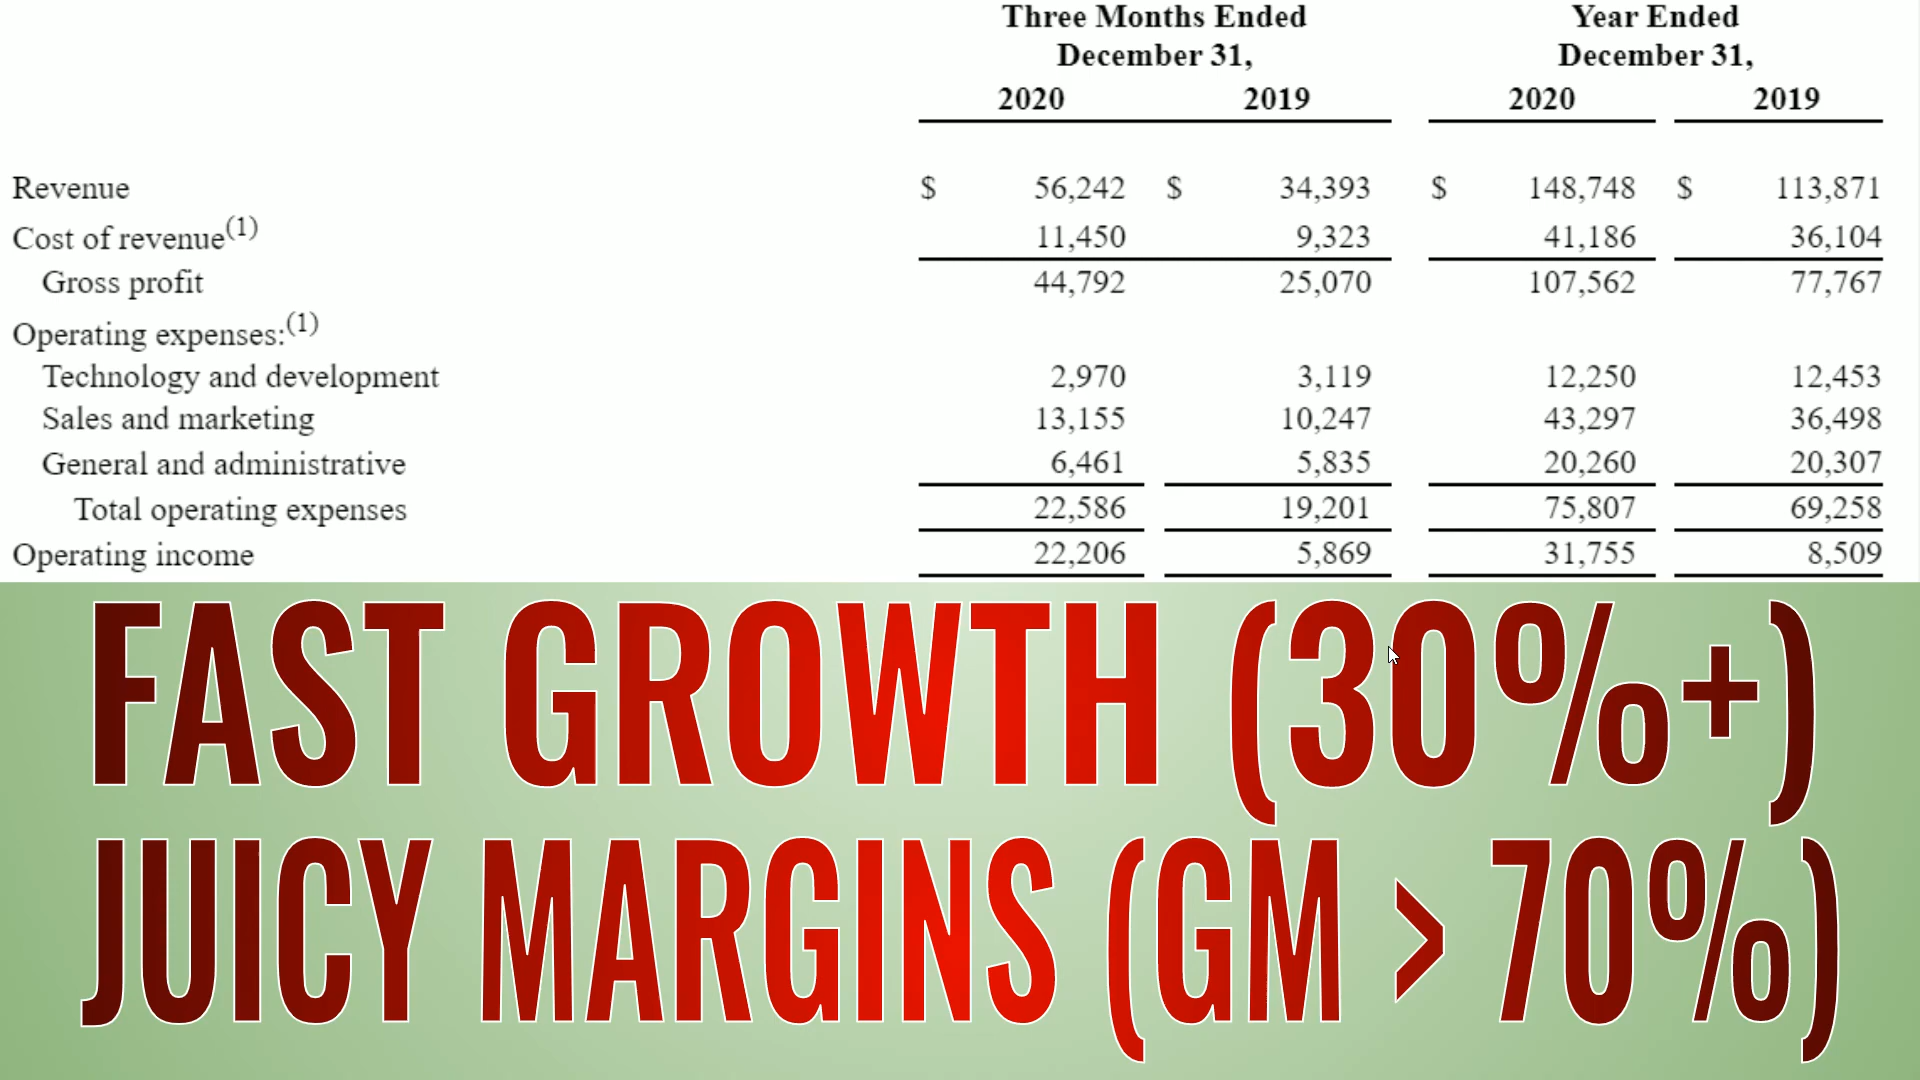 Three Months Ended Year Ended
December 31, December 31,
2020 2019 2020 2019
Revenue $ 56,242 $ 34,393 $ 148,748 $ 113,871
Cost of revenue(1) 11,450 9,323 41,186 36,104
Gross profit 44,792 25,070 107,562 77,767
Operating expenses:(1)
Technology and development 2,970 3,119 12,250 12,453
Sales and marketing 13,155 10,247 43,297 36,498
General and administrative 6,461 5,835 20,260 20,307
Total operating expenses 22,586 19,201 75,807 69,258
Operating income 22,206 5,869 31,755 8,509
FAST GROWTH (30%+)
JUICY MARGINS (GM > 70%)